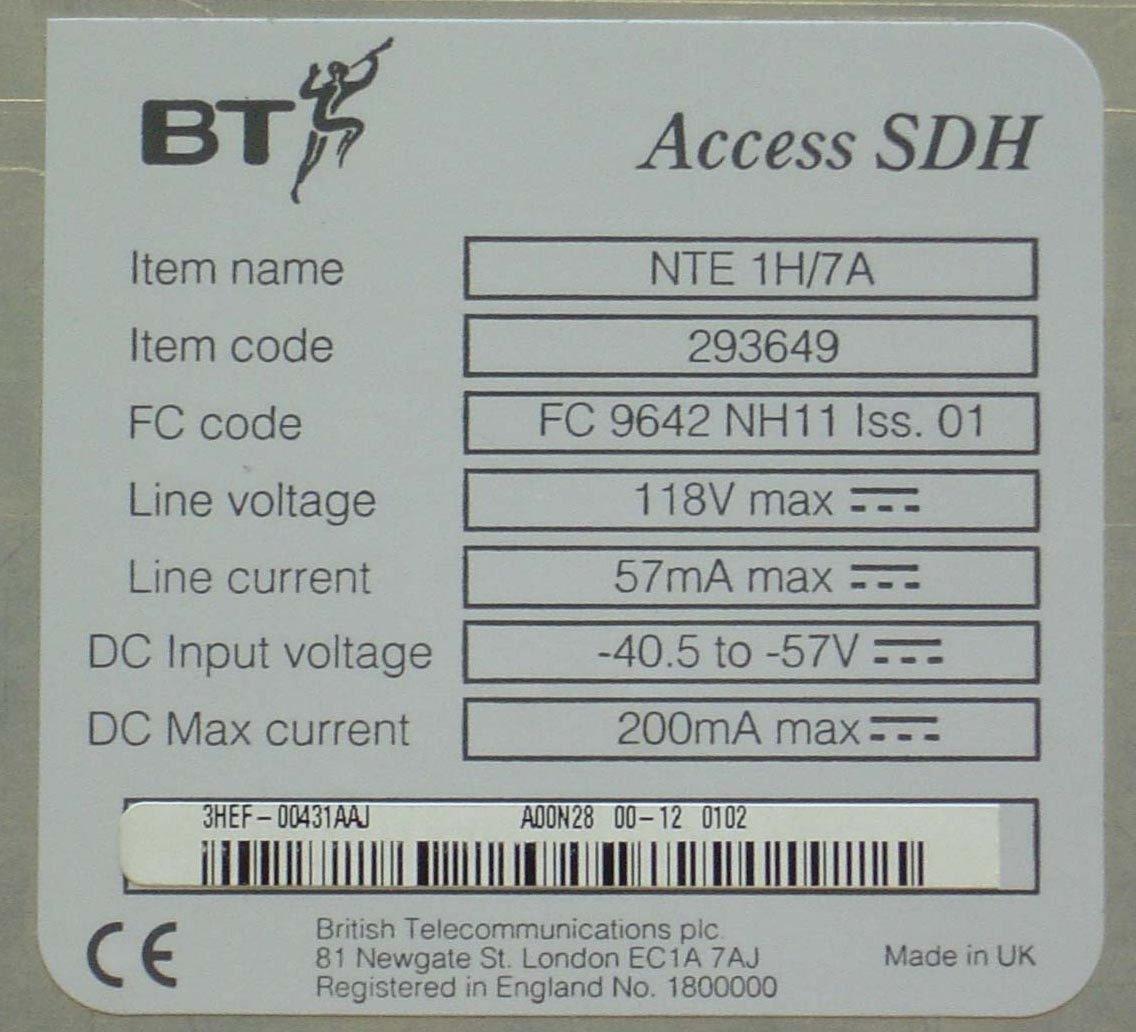 BT
Access SDH
Item name NTE 1H/7A
Item code 293649
FC code FC 9642 NH11 Iss. 01
Line voltage 118V max
Line current 57mA max
DC Input voltage -40.5 to -57V
DC Max current 200mA max
3HEF-00431AAJ A00N28 00-12 0102
CE
British Telecommunications plc.
81 Newgate St. London EC1A 7AJ
Registered in England No. 1800000
Made in UK